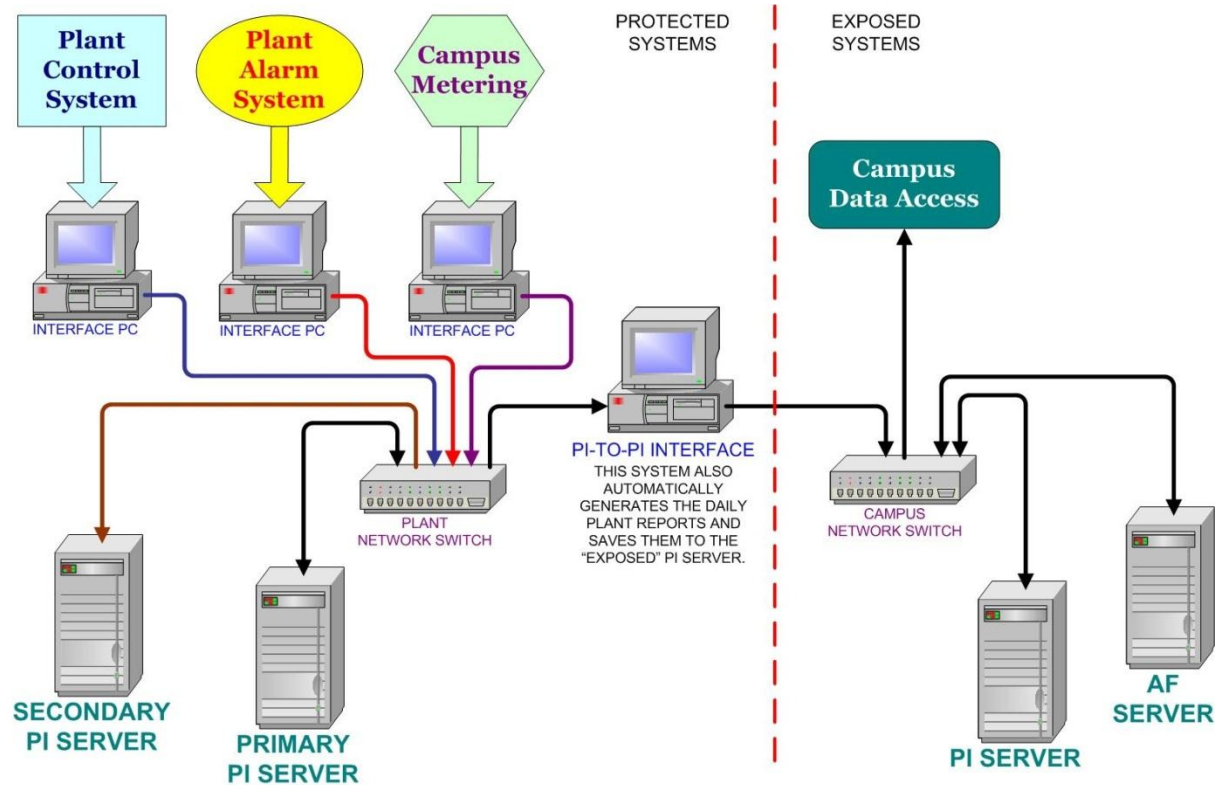 Plant
Control
System
Plant
Alarm
System
Campus
Metering
PROTECTED
SYSTEMS
EXPOSED
SYSTEMS
Campus
Data Access
INTERFACE PC
INTERFACE PC
INTERFACE PC
PI-TO-PI INTERFACE
THIS SYSTEM ALSO
AUTOMATICALLY
GENERATES THE DAILY
PLANT REPORTS AND
SAVES THEM TO THE
“EXPOSED” PI SERVER.
PLANT
NETWORK SWITCH
CAMPUS
NETWORK SWITCH
SECONDARY
PI SERVER
PRIMARY
PI SERVER
PI SERVER
AF
SERVER